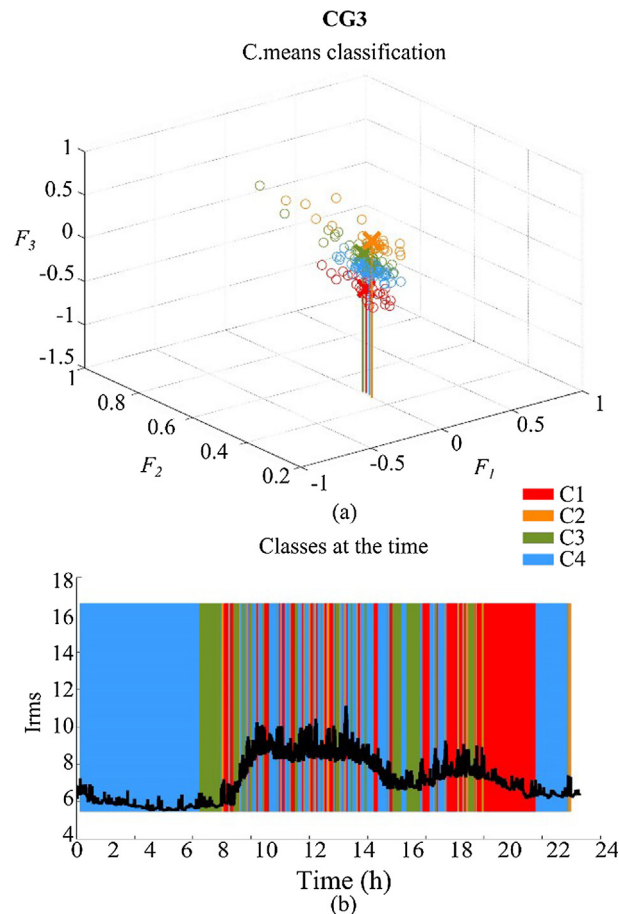 CG3
C.means classification
1
0.5
0
F3
-0.5
-1
-1.5
1
0.8
0.6
0.4
0.2
F2
-1
-0.5
0
0.5
1
F1
(a)
C1
C2
C3
C4
Classes at the time
18
16
14
12
10
8
6
4
Irms
0 2 4 6 8 10 12 14 16 18 20 22 24
Time (h)
(b)